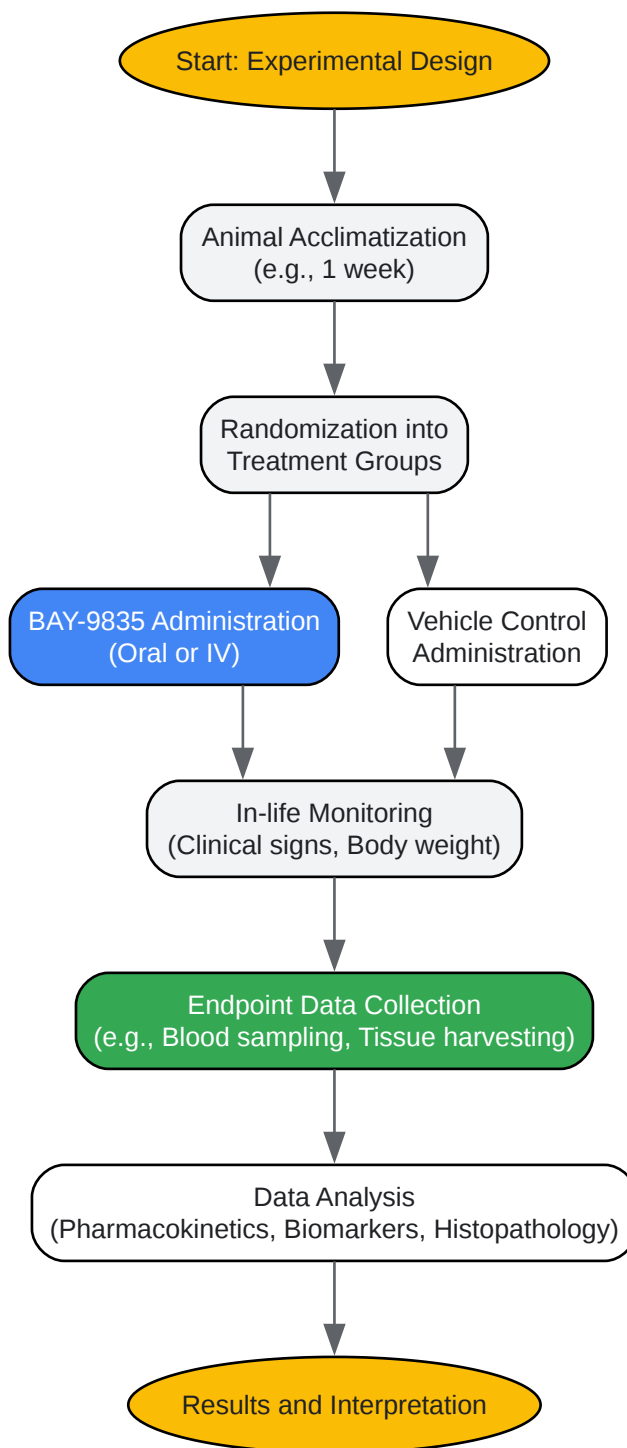 Start: Experimental Design
Animal Acclimatization
(e.g., 1 week)
Randomization into
Treatment Groups
BAY-9835 Administration
(Oral or IV)
Vehicle Control
Administration
In-life Monitoring
(Clinical signs, Body weight)
Endpoint Data Collection
(e.g., Blood sampling, Tissue harvesting)
Data Analysis
(Pharmacokinetics, Biomarkers, Histopathology)
Results and Interpretation